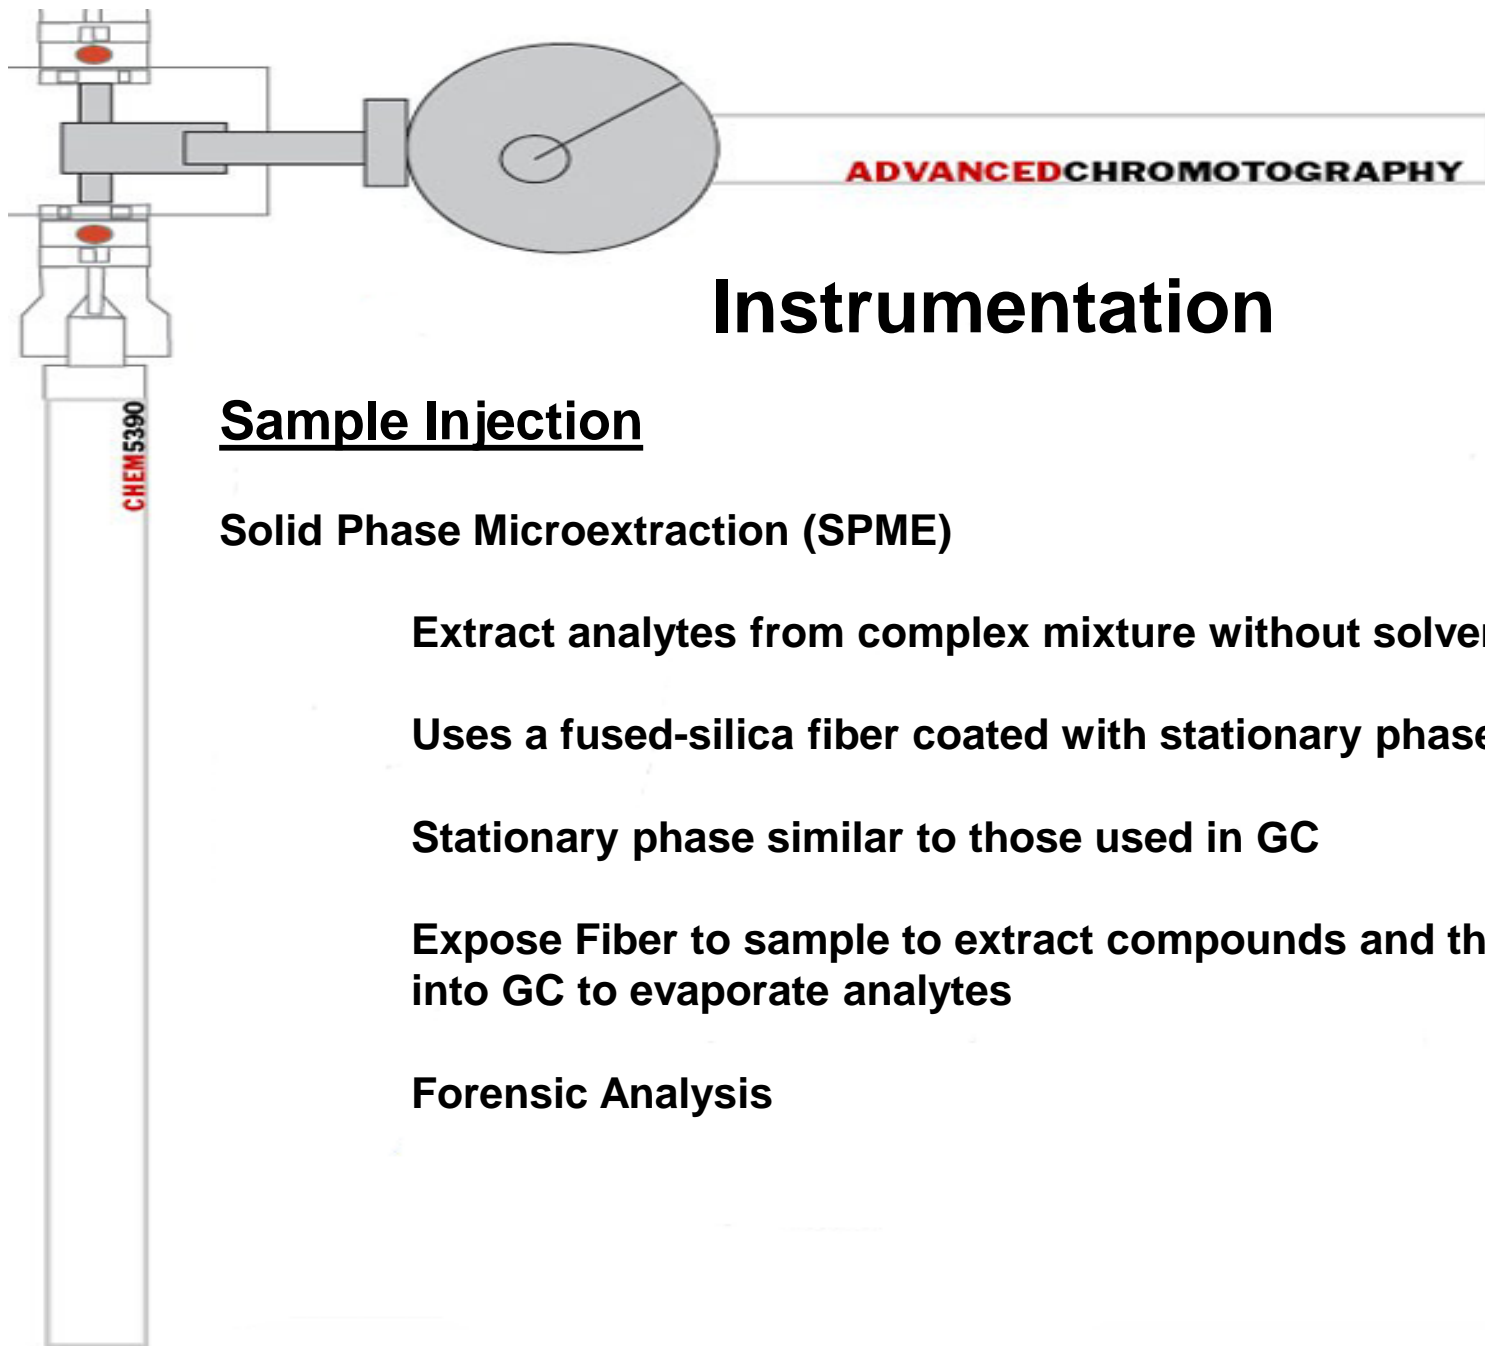 ADVANCEDCHROMOTOGRAPHY
Instrumentation
CHEM5390
Sample Injection
Solid Phase Microextraction (SPME)
Extract analytes from complex mixture without
Uses a fused-silica fiber coated with stationary phase
Stationary phase similar to those used in GC
Expose Fiber to sample to extract compounds and
into GC to evaporate analytes
Forensic Analysis